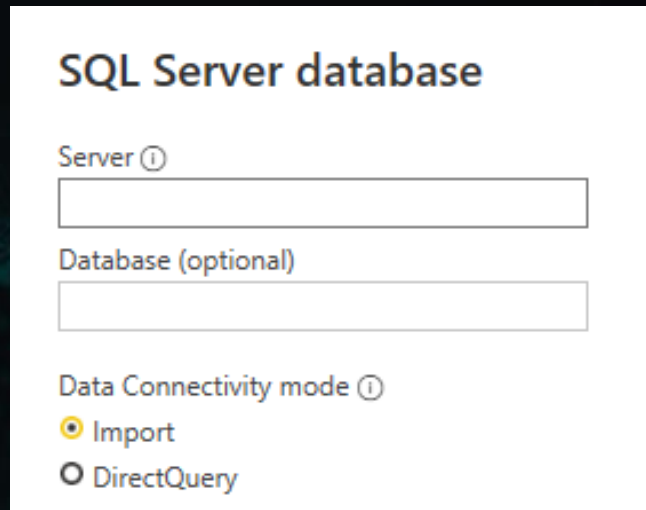 SQL Server database
Server
Database (optional)
Data Connectivity mode
Import
DirectQuery